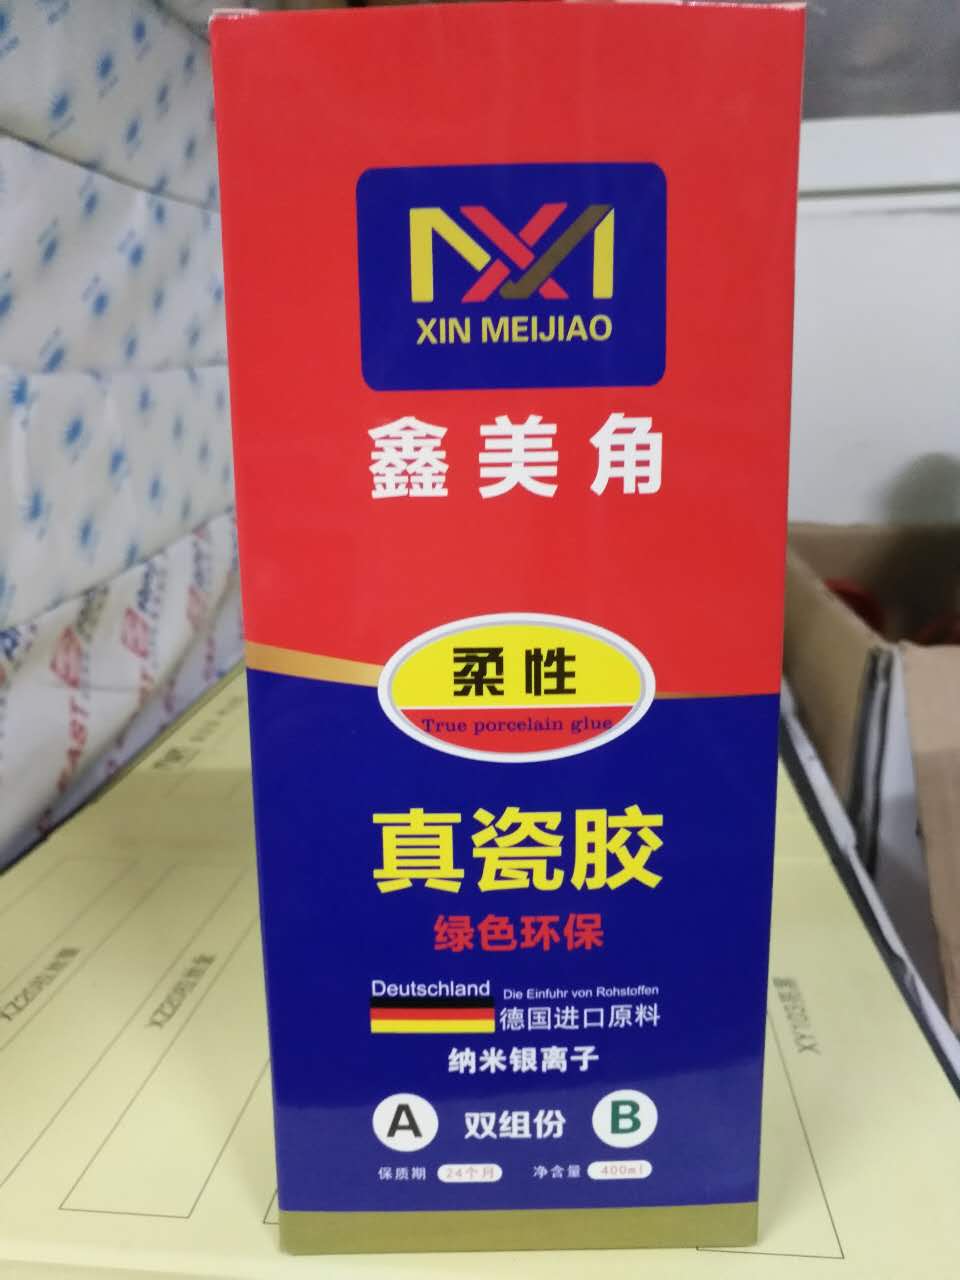 XIN MEIJIAO
鑫美角
柔性
True porcelain glue
真瓷胶
绿色环保
Deutschland
Die Einfuhr von Rohstoffen
德国进口原料
纳米银离子
A 双组份 B
保质期 24个月 净含量 400ml